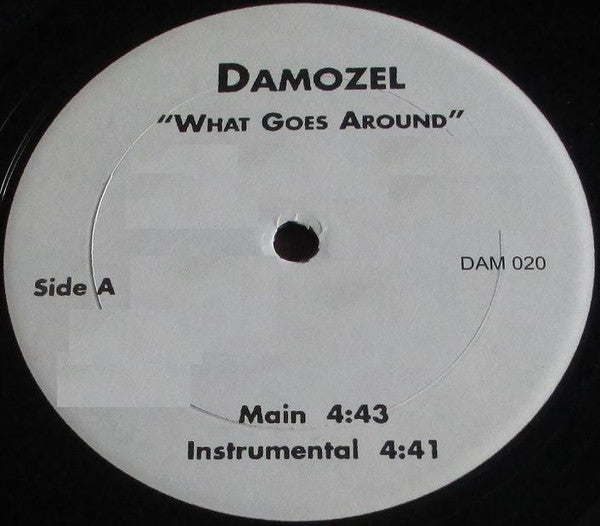 DAMOZEL
"WHAT GOES AROUND"
DAM 020
Side A
Main 4:43
Instrumental 4:41